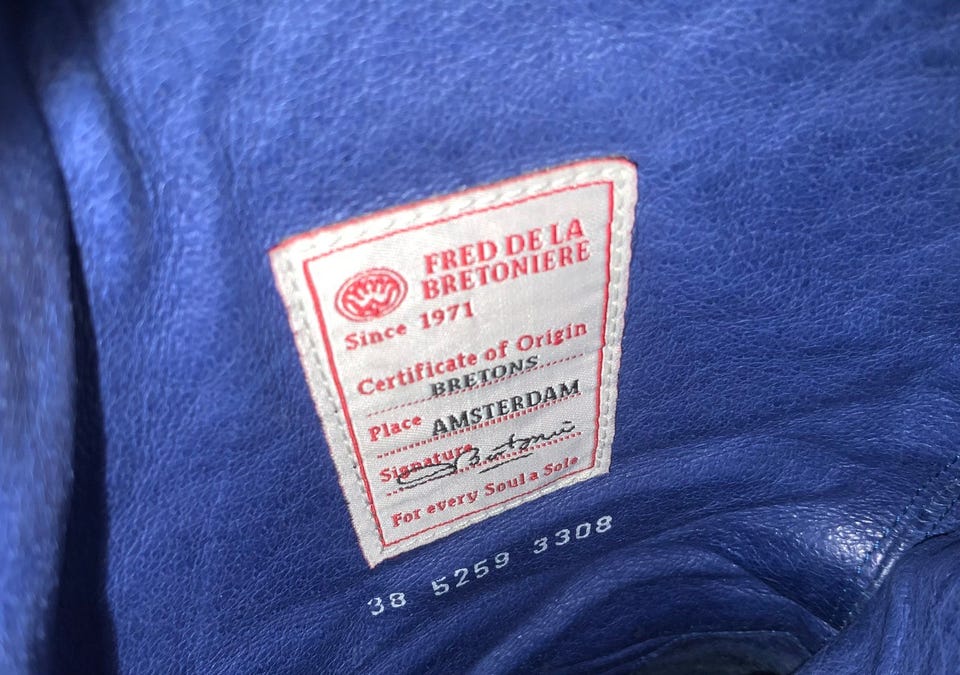 FRED DE LA
BRETONIERE
Since 1971
Certificate of Origin
BRETONS
Place AMSTERDAM
Signature
For every Soul a Sole
38 5259 3308